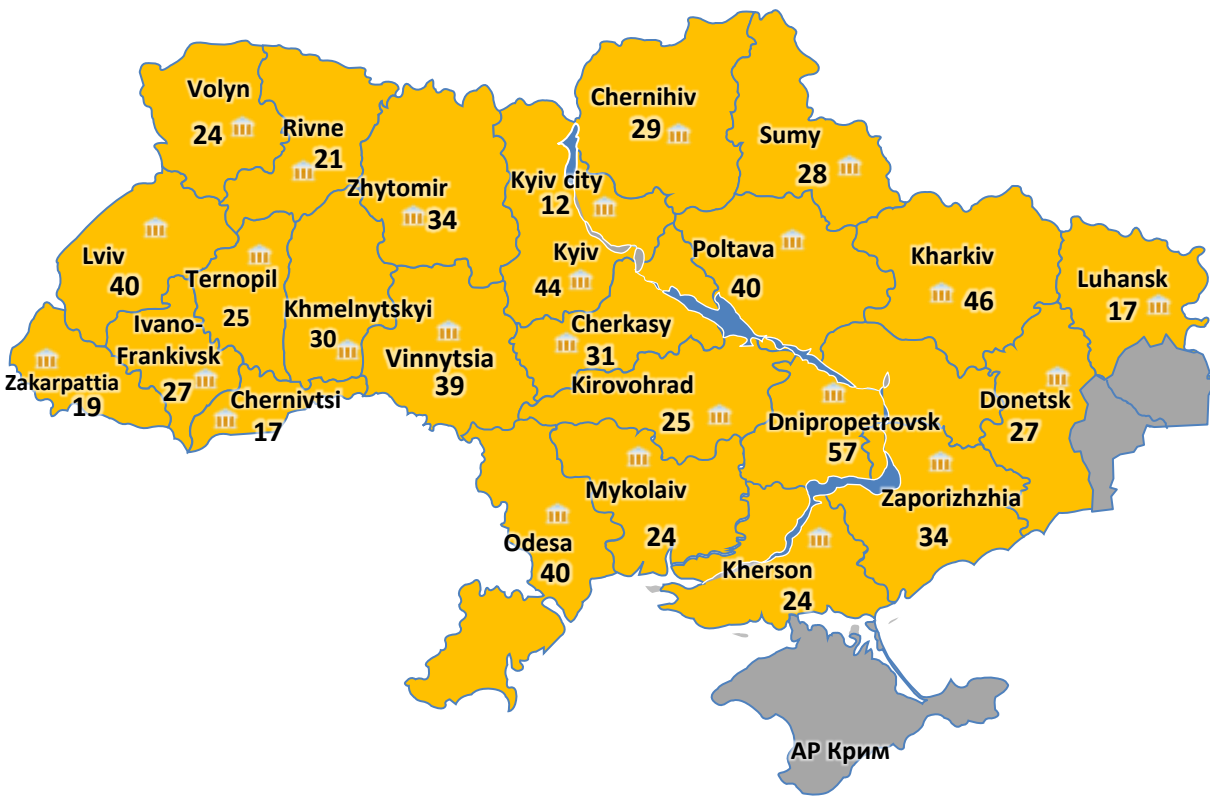 Volyn
24
Rivne
21
Zhytomir
34
Kyiv city
12
Kyiv
44
Chernihiv
29
Sumy
28
Lviv
40
Ternopil
25
Khmelnytskyi
30
Ivano-
Frankivsk
27
Zakarpattia
19
Chernivtsi
17
Vinnytsia
39
Cherkasy
31
Kirovohrad
25
Poltava
40
Kharkiv
46
Luhansk
17
Dnipropetrovsk
57
Donetsk
27
Zaporizhzhia
34
Mykolaiv
24
Odesa
40
Kherson
24
АР Крим